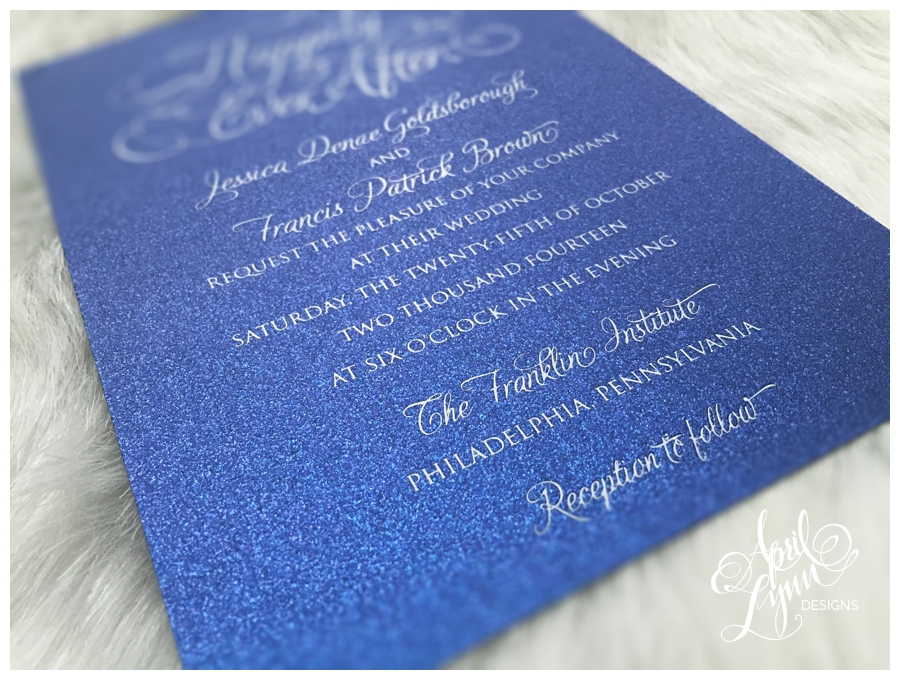 Happily
Ever After
Jessica Denae Goldsborough
AND
Francis Patrick Brown
REQUEST THE PLEASURE OF YOUR COMPANY
AT THEIR WEDDING
SATURDAY, THE TWENTY-FIFTH OF OCTOBER
TWO THOUSAND FOURTEEN
AT SIX O'CLOCK IN THE EVENING
The Franklin Institute
PHILADELPHIA, PENNSYLVANIA
Reception to follow
April
Lynn
DESIGNS